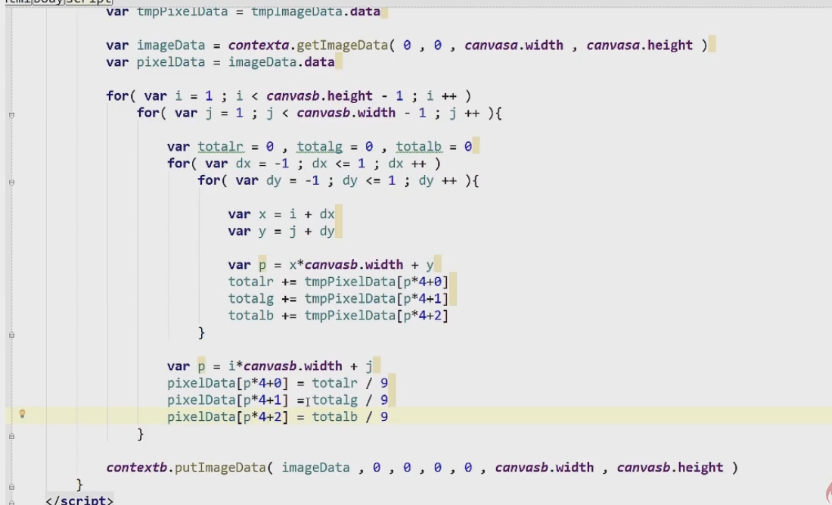 html body script
var tmpPixelData = tmpImageData.data
var imageData = contexta.getImageData( 0 , 0 , canvasa.width , canvasa.height )
var pixelData = imageData.data
for( var i = 1 ; i < canvasb.height - 1 ; i ++ )
for( var j = 1 ; j < canvasb.width - 1 ; j ++ ){
var totalr = 0 , totalg = 0 , totalb = 0
for( var dx = -1 ; dx <= 1 ; dx ++ )
for( var dy = -1 ; dy <= 1 ; dy ++ ){
var x = i + dx
var y = j + dy
var p = x*canvasb.width + y
totalr += tmpPixelData[p*4+0]
totalg += tmpPixelData[p*4+1]
totalb += tmpPixelData[p*4+2]
}
var p = i*canvasb.width + j
pixelData[p*4+0] = totalr / 9
pixelData[p*4+1] = totalg / 9
pixelData[p*4+2] = totalb / 9
}
contextb.putImageData( imageData , 0 , 0 , 0 , 0 , canvasb.width , canvasb.height )
}
</script>